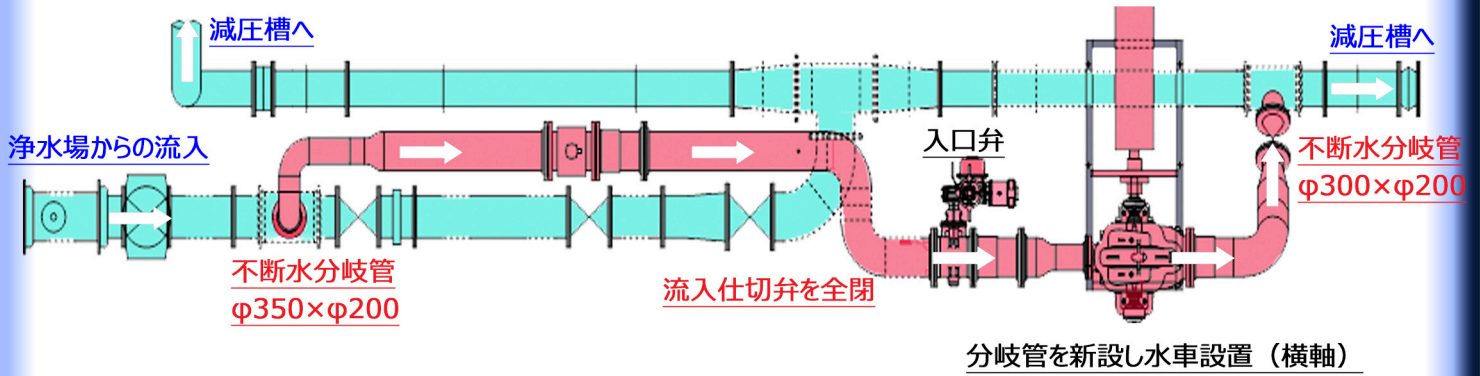 減圧槽へ
減圧槽へ
浄水場からの流入
入口弁
不断水分岐管
φ300×φ200
不断水分岐管
φ350×φ200
流入仕切弁を全閉
分岐管を新設し水車設置（横軸）